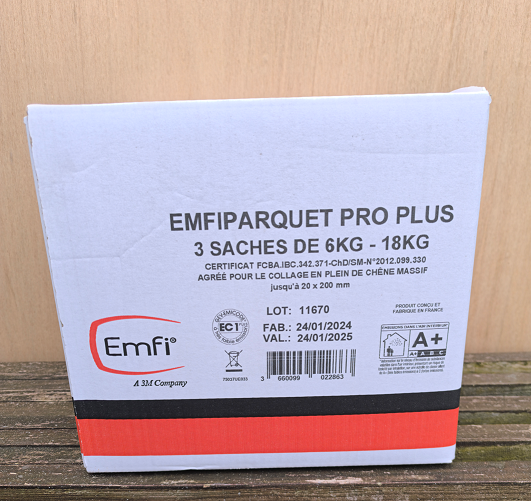 EMFIPARQUET PRO PLUS
3 SACHES DE 6KG - 18KG
CERTIFICAT FCBA.IBC.342.371-ChD/SM-N°2012.099.330
AGRÉÉ POUR LE COLLAGE EN PLEIN DE CHÊNE MASSIF
jusqu'à 20 x 200 mm
LOT: 11670
FAB.: 24/01/2024
VAL.: 24/01/2025
PRODUIT CONÇU ET
FABRIQUÉ EN FRANCE
EMICODE
EC1
A+
A+ A B C
Emfi®
A 3M Company
3 660099 022863